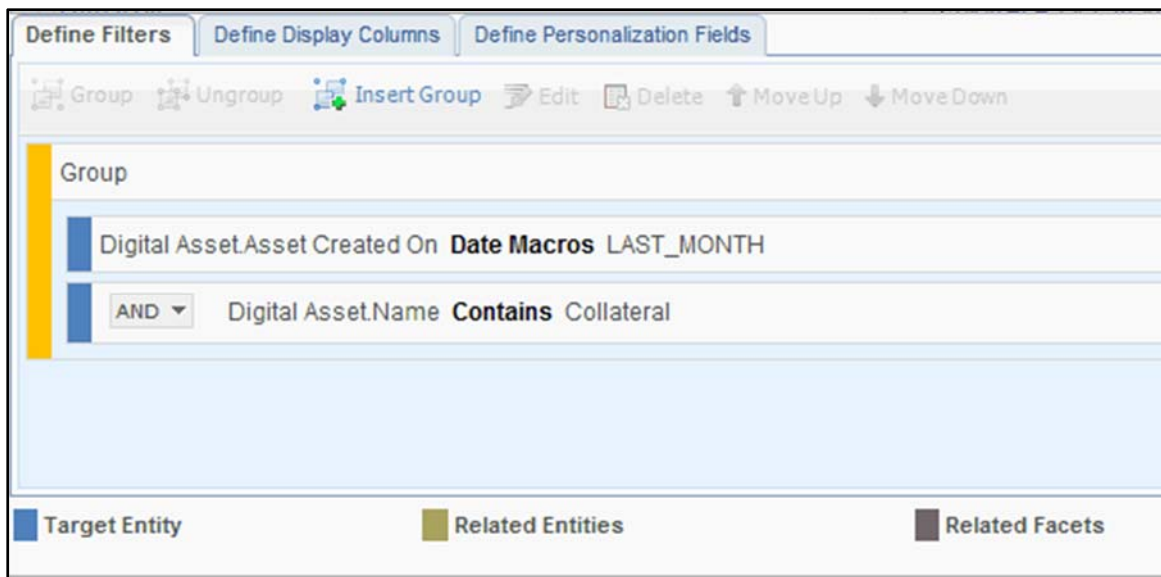 Define Filters Define Display Columns Define Personalization Fields
Group Ungroup Insert Group Edit Delete Move Up Move Down
Group
Digital Asset.Asset Created On Date Macros LAST_MONTH
AND Digital Asset.Name Contains Collateral
Target Entity Related Entities Related Facets